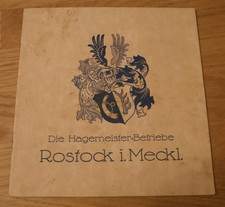 Die Hagemeister-Betriebe
Rostock i. Meckl.